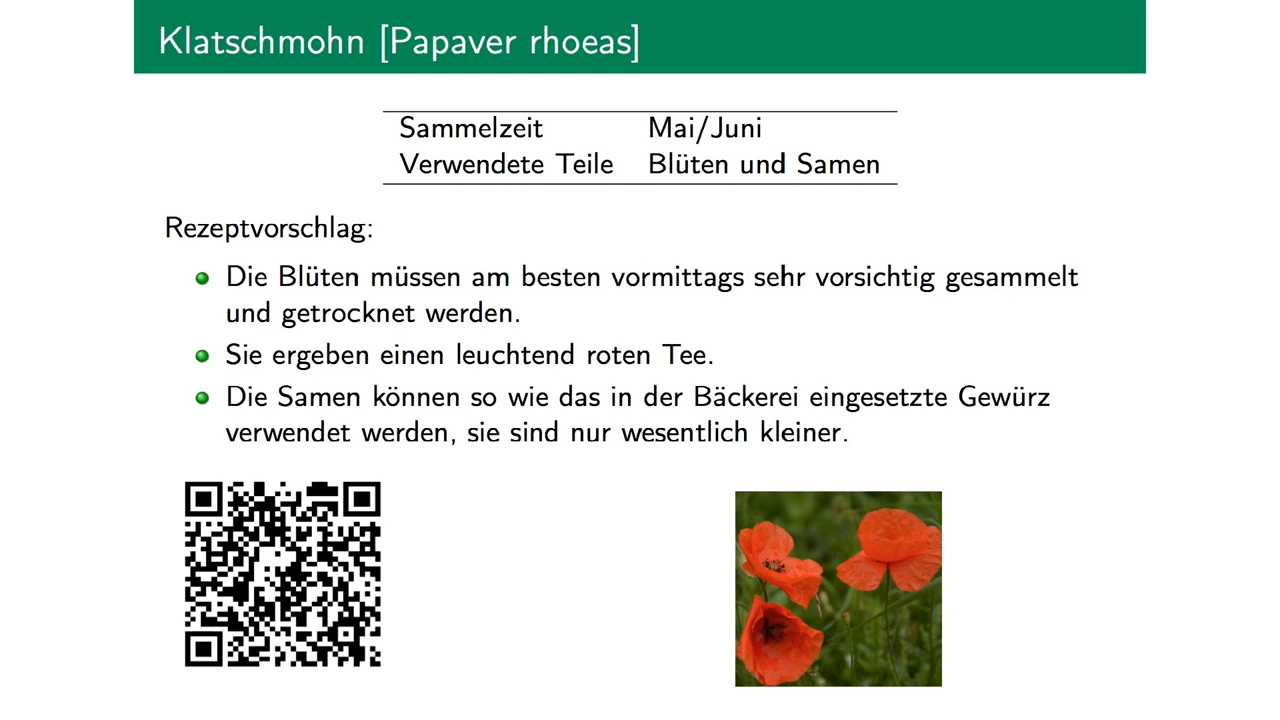 Klatschmohn [Papaver rhoeas]
Sammelzeit Mai/Juni
Verwendete Teile Blüten und Samen
Rezeptvorschlag:
Die Blüten müssen am besten vormittags sehr vorsichtig gesammelt
und getrocknet werden.
Sie ergeben einen leuchtend roten Tee.
Die Samen können so wie das in der Bäckerei eingesetzte Gewürz
verwendet werden, sie sind nur wesentlich kleiner.